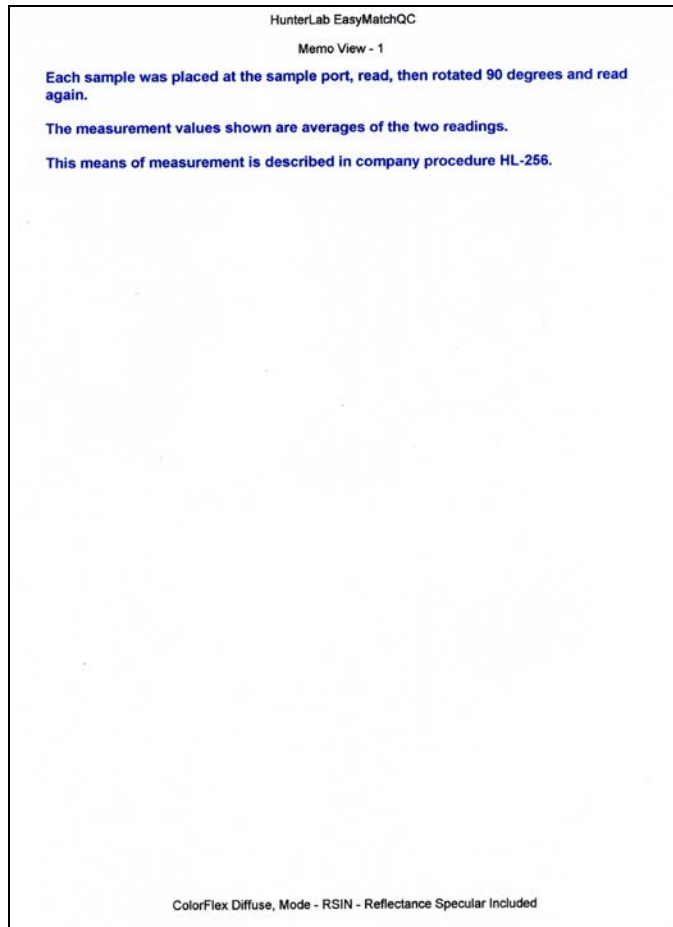 HunterLab EasyMatchQC
Memo View - 1
Each sample was placed at the sample port, read, then rotated 90 degrees and read
again.
The measurement values shown are averages of the two readings.
This means of measurement is described in company procedure HL-256.
ColorFlex Diffuse, Mode - RSIN - Reflectance Specular Included